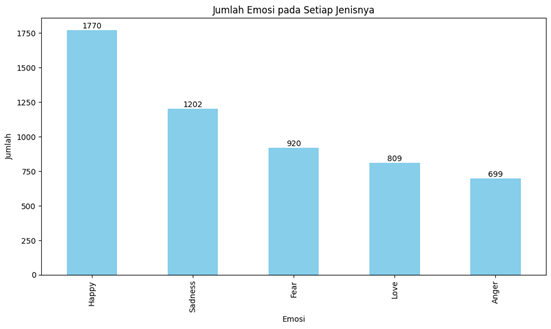 Jumlah Emosi pada Setiap Jenisnya
1770
1750
1500
1250
1202
1000
920
809
750
699
500
250
0
Jumlah
Happy
Sadness
Fear
Love
Anger
Emosi